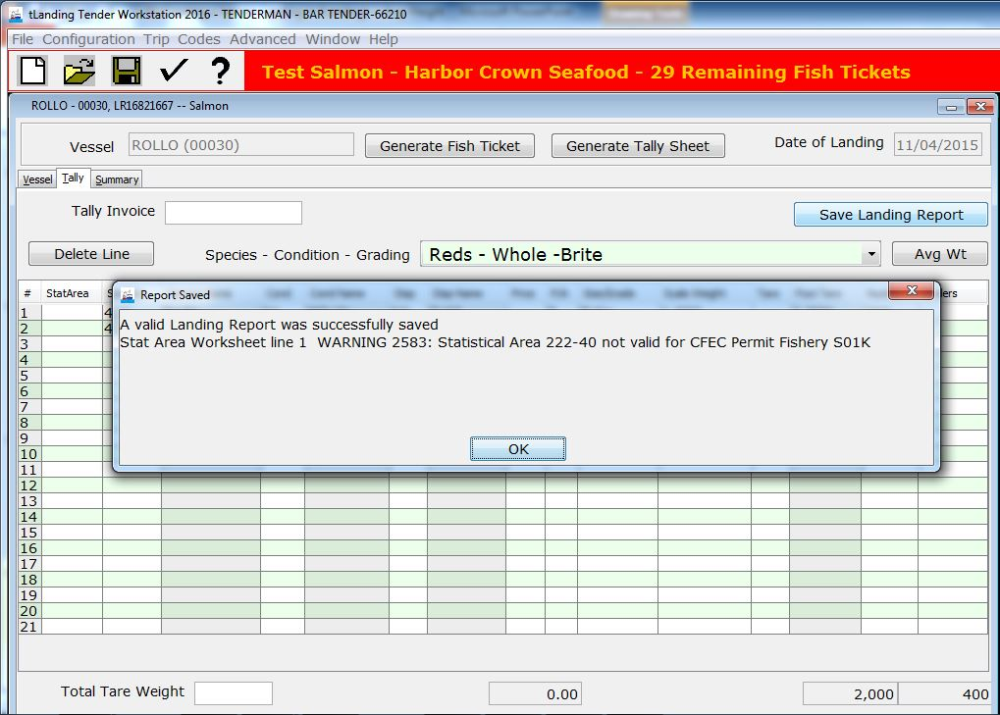 tLanding Tender Workstation 2016 - TENDERMAN - BAR TENDER-66210
File Configuration Trip Codes Advanced Window Help
Test Salmon - Harbor Crown Seafood - 29 Remaining Fish Tickets
ROLLO - 00030, LR16821667 -- Salmon
Vessel ROLLO (00030) Generate Fish Ticket Generate Tally Sheet Date of Landing 11/04/2015
Vessel Tally Summary
Tally Invoice Save Landing Report
Delete Line Species - Condition - Grading Reds - Whole -Brite Avg Wt
# StatArea
Report Saved
1
A valid Landing Report was successfully saved
2
Stat Area Worksheet line 1 WARNING 2583: Statistical Area 222-40 not valid for CFEC Permit Fishery S01K
3
4
5
6
7
8
9
10 OK
11
12
13
14
15
16
17
18
19
20
21
Total Tare Weight 0.00 2,000 400